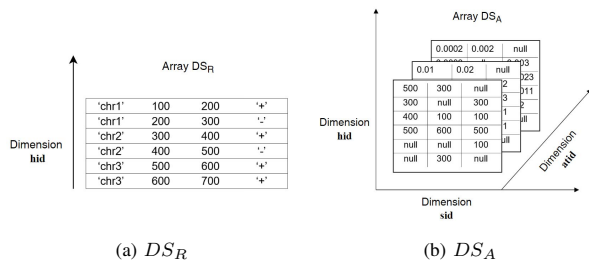 Array DS_R
'chr1' 100 200 '+'
'chr1' 200 300 '-'
'chr2' 300 400 '+'
'chr2' 400 500 '-'
'chr3' 500 600 '+'
'chr3' 600 700 '+'
Dimension
hid
(a) DS_R
Array DS_A
0.0002 0.002 null
0.01 0.02 null
500 300 null
300 null 300
400 100 100
500 600 500
null null 100
null 300 null
Dimension
hid
Dimension
sid
Dimension
atid
(b) DS_A